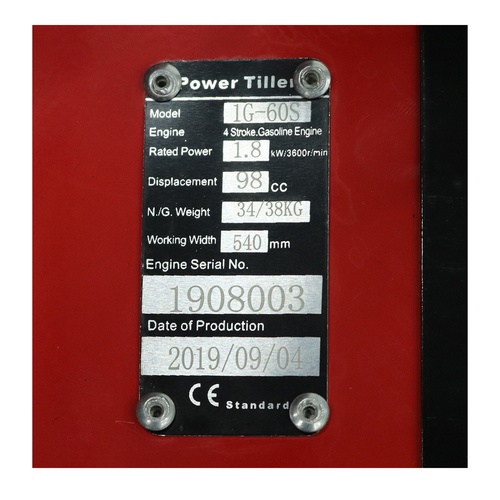 Power Tiller
Model 1G-60S
Engine 4 Stroke.Gasoline Engine
Rated Power 1.8 kW/3600r/min
Displacement 98 cc
N./G. Weight 34/38KG
Working Width 540 mm
Engine Serial No.
1908003
Date of Production
2019/09/04
CE Standard